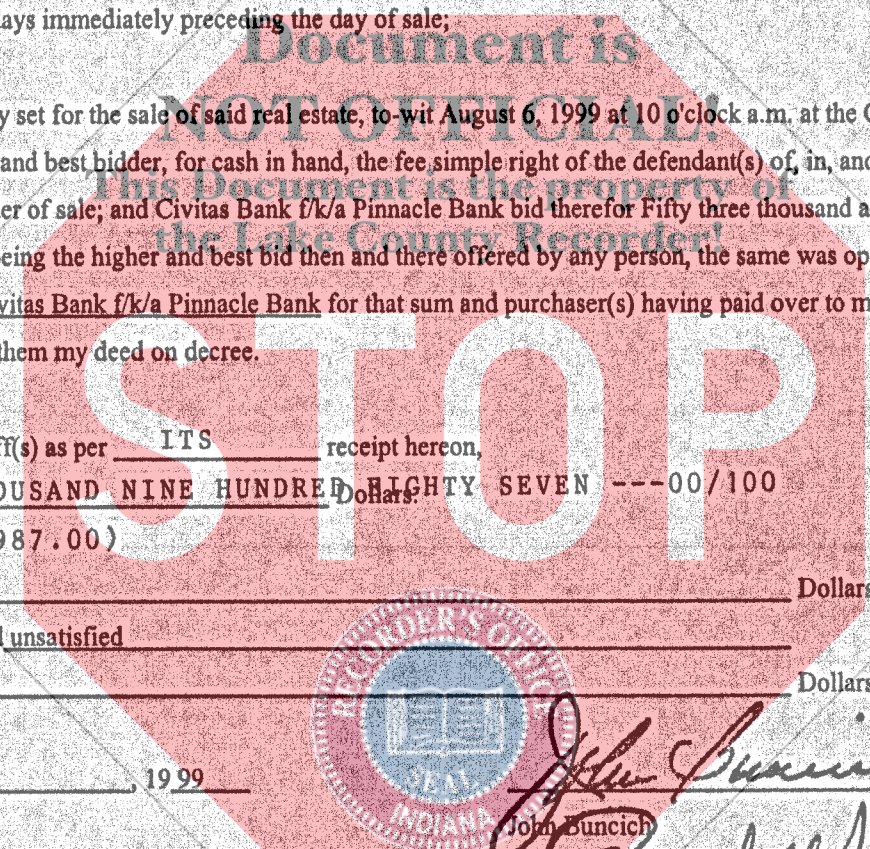 ays immediately preceding the day of sale;
Document is
NOT OFFICIAL!
y set for the sale of said real estate, to-wit August 6, 1999 at 10 o'clock a.m. at the
and best bidder, for cash in hand, the fee simple right of the defendant(s) of, in, and
This Document is the property of
er of sale; and Civitas Bank f/k/a Pinnacle Bank bid therefor Fifty three thousand a
the Lake County Recorder!
eing the higher and best bid then and there offered by any person, the same was op
vitas Bank f/k/a Pinnacle Bank for that sum and purchaser(s) having paid over to m
them my deed on decree.
STOP
ff(s) as per ITS receipt hereon,
OUSAND NINE HUNDRED EIGHTY SEVEN ---00/100
Dollars.
987.00)
Dollars
unsatisfied
Dollars
RECORDER'S OFFICE
SEAL
INDIANA
, 1999
John Buncich